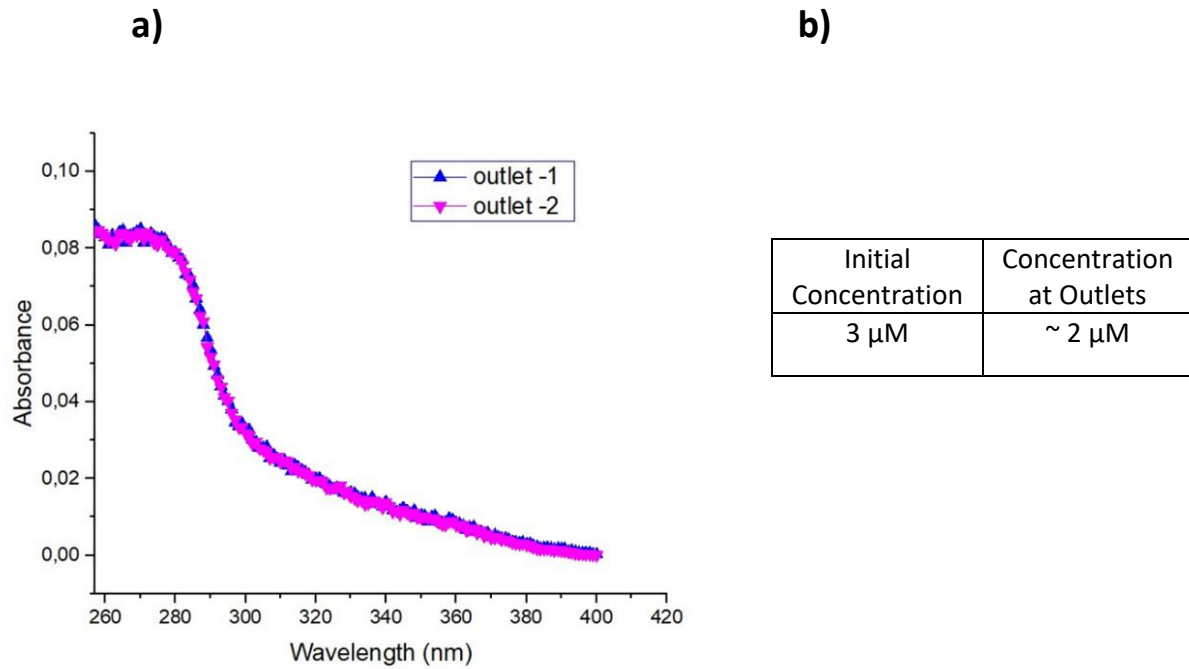 a)
b)
0,10
0,08
0,06
0,04
0,02
0,00
Absorbance
260 280 300 320 340 360 380 400 420
Wavelength (nm)
outlet -1
outlet -2
Initial Concentration
Concentration at Outlets
3 µM
~ 2 µM